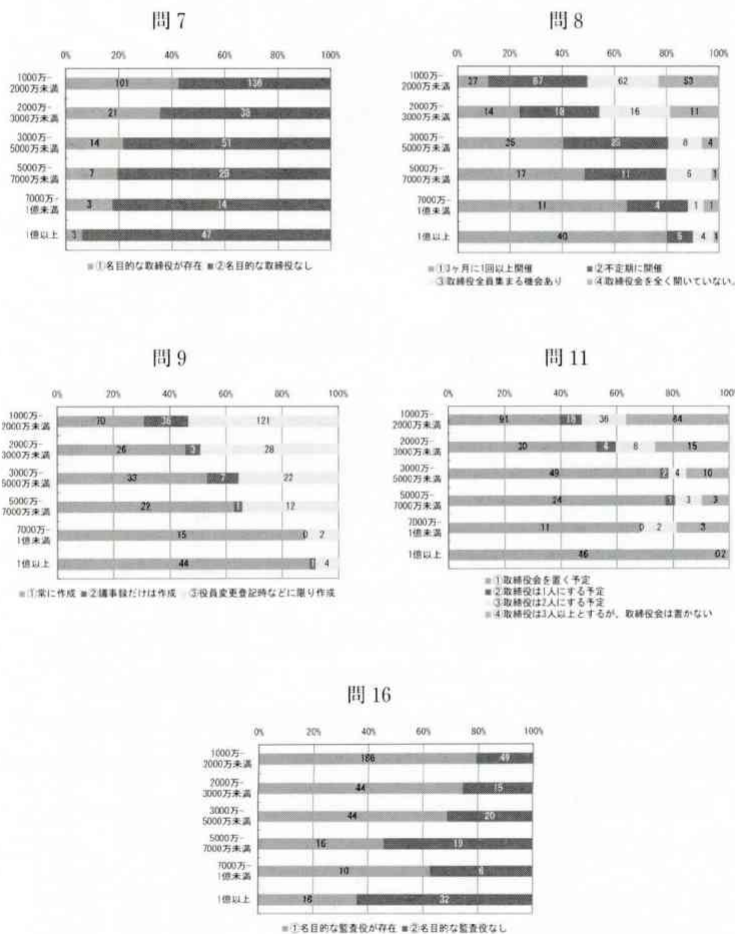 問7
0% 20% 40% 60% 80% 100%
1000万-
2000万未満
101
2000万-
3000万未満
21 38
3000万-
5000万未満
14 51
5000万-
7000万未満
7
7000万-
1億未満
3 14
1億以上
3 47
■①名目的な取締役が存在 ■②名目的な取締役なし
問8
0% 20% 40% 60% 80% 100%
1000万-
2000万未満
27 87 62 53
2000万-
3000万未満
14 18 16 11
3000万-
5000万未満
8 4
5000万-
7000万未満
17 11 1
7000万-
1億未満
11 4 1 1
1億以上
40 4 1
■①3ヶ月に1回以上開催 ■②不定期に開催
③取締役全員集まる機会あり ■④取締役会を全く開いていない。
問9
0% 20% 40% 60% 80% 100%
1000万-
2000万未満
70 36 121
2000万-
3000万未満
26 3 28
3000万-
5000万未満
33 7 22
5000万-
7000万未満
22 1 12
7000万-
1億未満
15 0 2
1億以上
44 1 4
■①常に作成 ■②議事録だけは作成 ③役員変更登記時などに限り作成
問11
0% 20% 40% 60% 80% 100%
1000万-
2000万未満
91 36 84
2000万-
3000万未満
30 4 8 15
3000万-
5000万未満
49 2 4 10
5000万-
7000万未満
24 1 3 3
7000万-
1億未満
11 0 2 3
1億以上
46 0 2
■①取締役会を置く予定
■②取締役は1人にする予定
③取締役は2人にする予定
■④取締役は3人以上とするが、取締役会は置かない
問16
0% 20% 40% 60% 80% 100%
1000万-
2000万未満
49
2000万-
3000万未満
44 15
3000万-
5000万未満
44 20
5000万-
7000万未満
16 19
7000万-
1億未満
10 6
1億以上
32
■①名目的な監査役が存在 ■②名目的な監査役なし